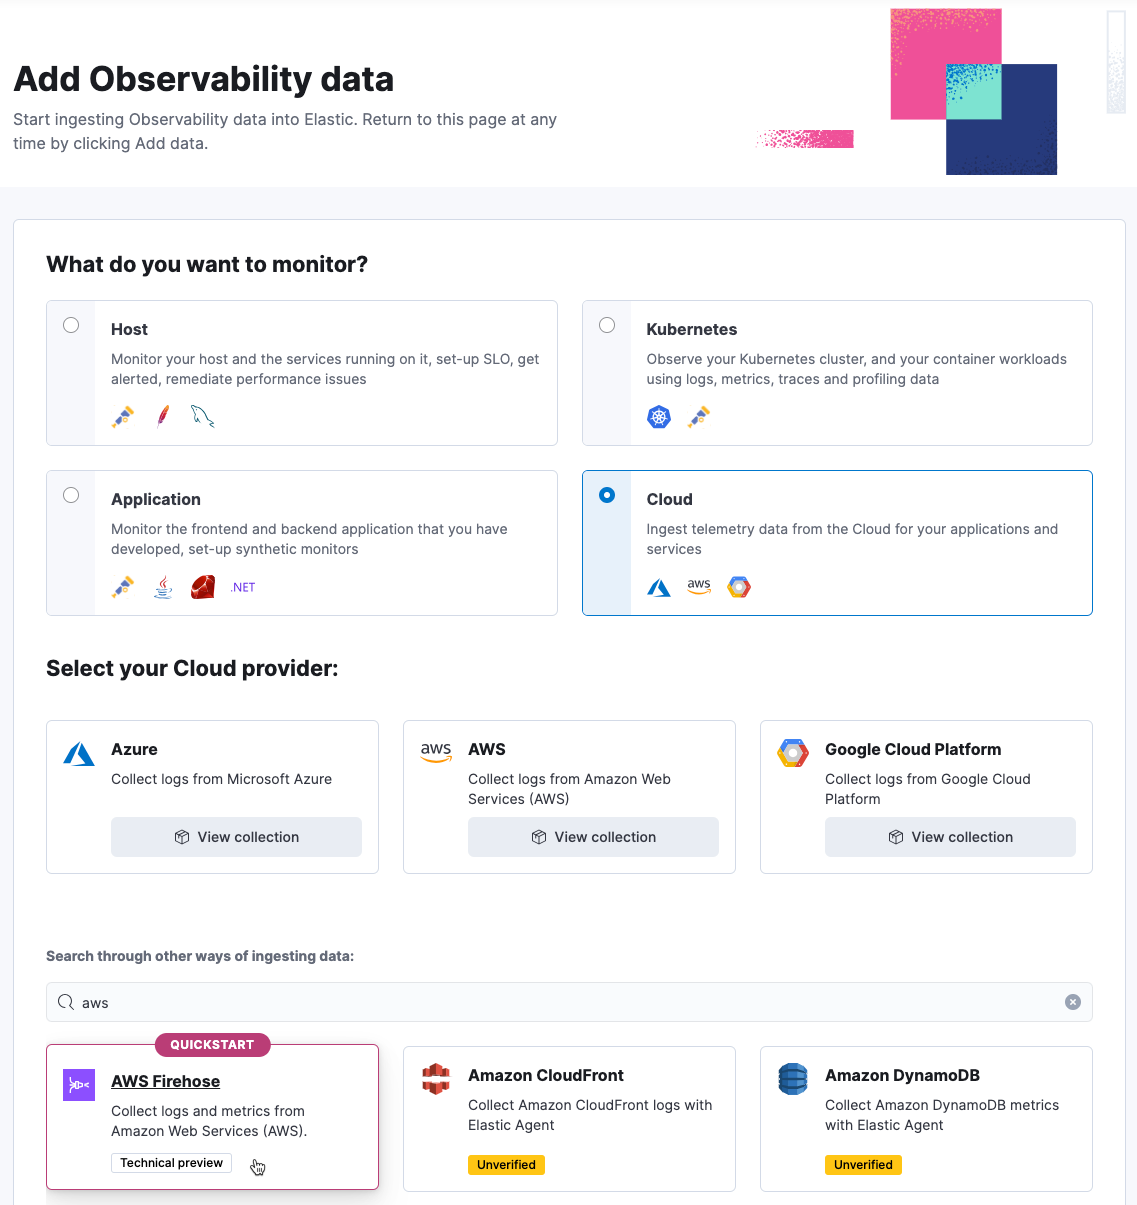 Add Observability data
Start ingesting Observability data into Elastic. Return to this page at any
time by clicking Add data.
What do you want to monitor?
Host
Monitor your host and the services running on it, set-up SLO, get
alerted, remediate performance issues
Kubernetes
Observe your Kubernetes cluster, and your container workloads
using logs, metrics, traces and profiling data
Application
Monitor the frontend and backend application that you have
developed, set-up synthetic monitors
.NET
Cloud
Ingest telemetry data from the Cloud for your applications and
services
aws
Select your Cloud provider:
Azure
Collect logs from Microsoft Azure
View collection
aws
AWS
Collect logs from Amazon Web
Services (AWS)
View collection
Google Cloud Platform
Collect logs from Google Cloud
Platform
View collection
Search through other ways of ingesting data:
aws
QUICKSTART
AWS Firehose
Collect logs and metrics from
Amazon Web Services (AWS).
Technical preview
Amazon CloudFront
Collect Amazon CloudFront logs with
Elastic Agent
Unverified
Amazon DynamoDB
Collect Amazon DynamoDB metrics
with Elastic Agent
Unverified